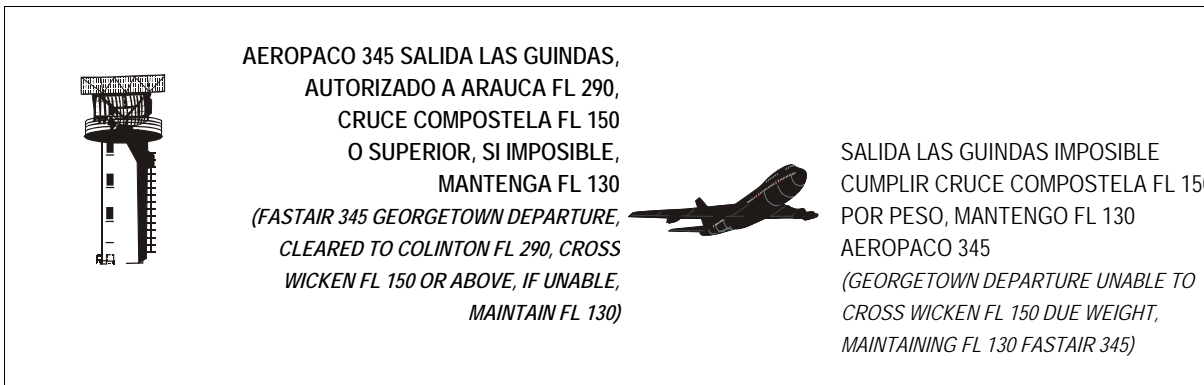 AEROPACO 345 SALIDA LAS GUINDAS,
AUTORIZADO A ARAUCA FL 290,
CRUCE COMPOSTELA FL 150
O SUPERIOR, SI IMPOSIBLE,
MANTENGA FL 130
(FASTAIR 345 GEORGETOWN DEPARTURE,
CLEARED TO COLINTON FL 290, CROSS
WICKEN FL 150 OR ABOVE, IF UNABLE,
MAINTAIN FL 130)
SALIDA LAS GUINDAS IMPOSIBLE
CUMPLIR CRUCE COMPOSTELA FL 150
POR PESO, MANTENGO FL 130
AEROPACO 345
(GEORGETOWN DEPARTURE UNABLE TO
CROSS WICKEN FL 150 DUE WEIGHT,
MAINTAINING FL 130 FASTAIR 345)